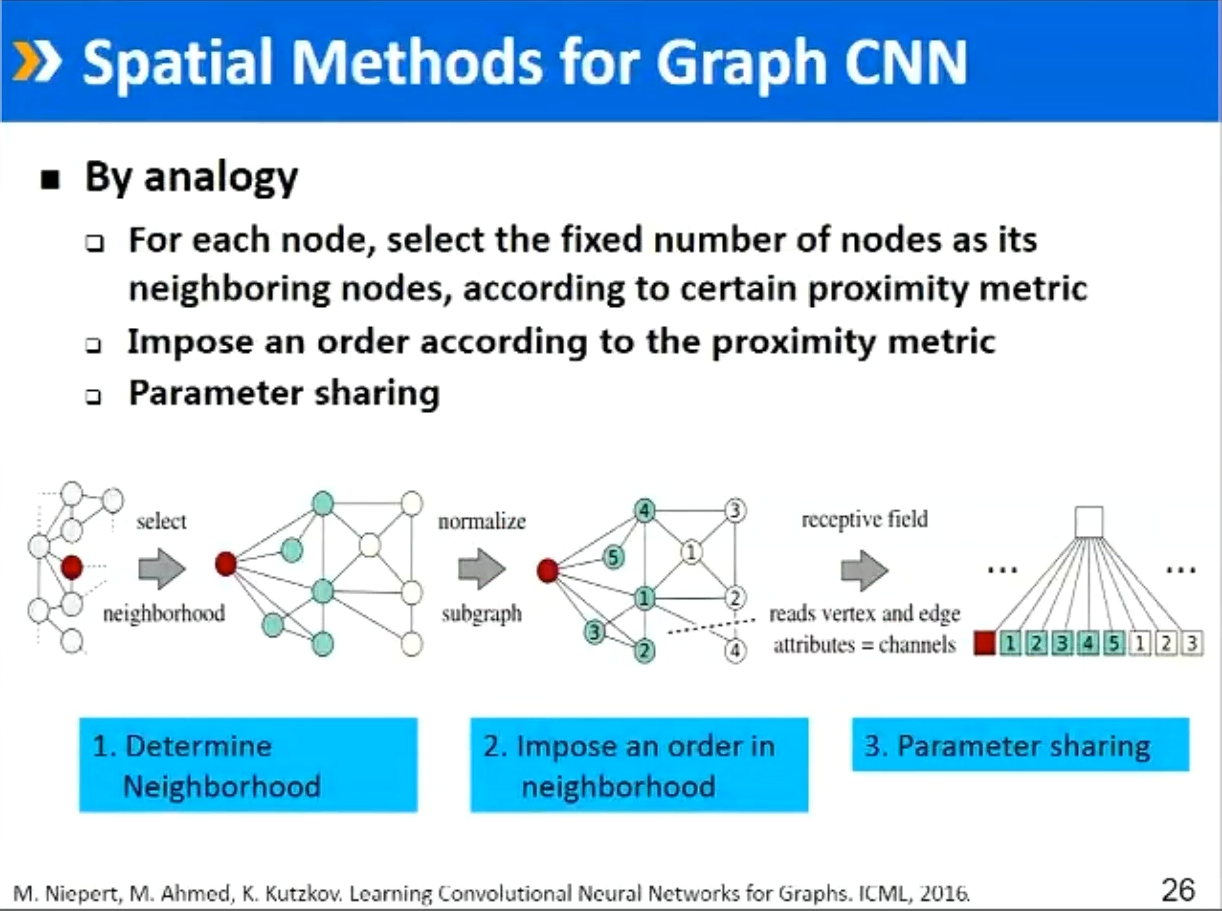 Spatial Methods for Graph CNN
By analogy
For each node, select the fixed number of nodes as its
neighboring nodes, according to certain proximity metric
Impose an order according to the proximity metric
Parameter sharing
select
neighborhood
normalize
subgraph
4
3
5
1
1
2
3
2
4
receptive field
reads vertex and edge
attributes = channels
... ...
1 2 3 4 5 1 2 3
1. Determine
Neighborhood
2. Impose an order in
neighborhood
3. Parameter sharing
M. Niepert, M. Ahmed, K. Kutzkov. Learning Convolutional Neural Networks for Graphs. ICML, 2016.
26